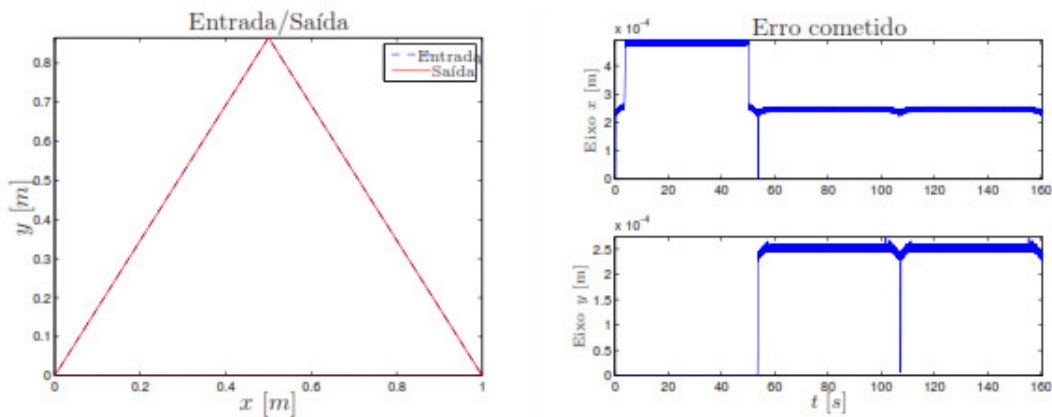 Entrada/Saída
Entrada
Saída
0.8
0.7
0.6
0.5
0.4
0.3
0.2
0.1
0
y [m]
0
0.2
0.4
0.6
0.8
1
x [m]
Erro cometido
x 10⁻⁴
4
3
2
1
0
Eixo x [m]
0 20 40 60 80 100 120 140 160
x 10⁻⁴
2.5
2
1.5
1
0.5
0
Eixo y [m]
0 20 40 60 80 100 120 140 160
t [s]